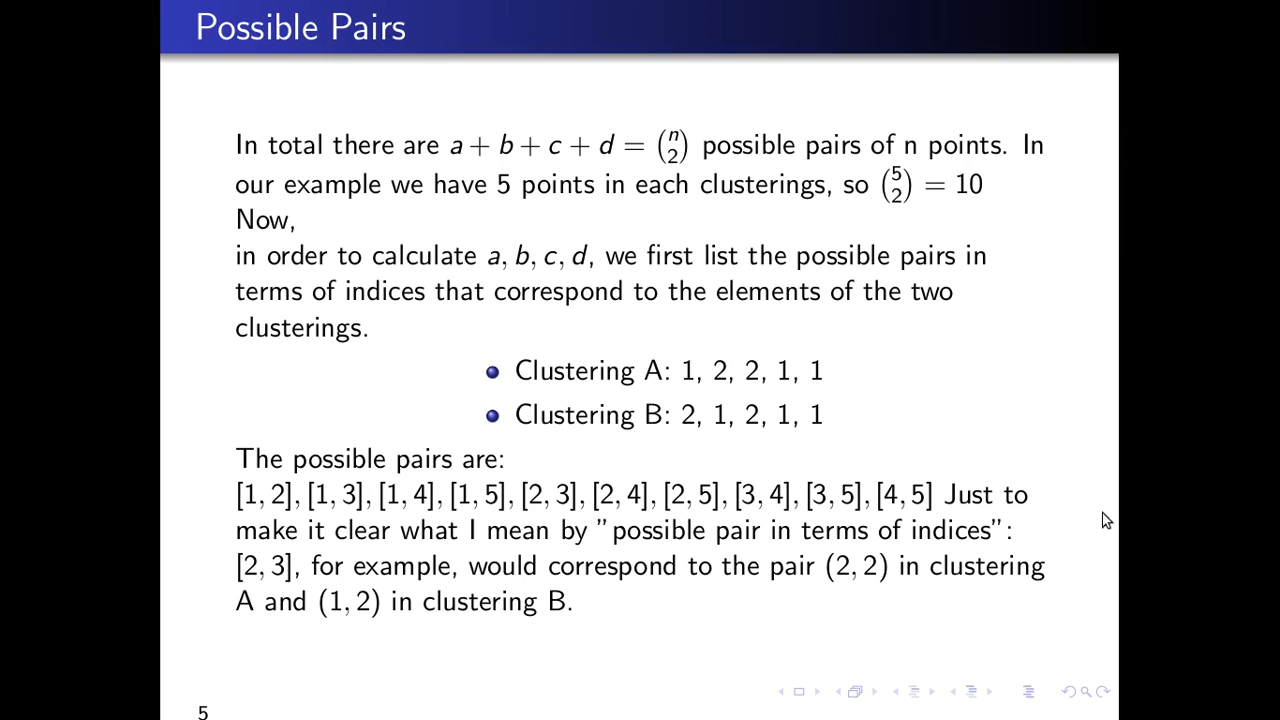 Possible Pairs
In total there are a + b + c + d = (n 2) possible pairs of n points. In
our example we have 5 points in each clusterings, so (5 2) = 10
Now,
in order to calculate a, b, c, d, we first list the possible pairs in
terms of indices that correspond to the elements of the two
clusterings.
Clustering A: 1, 2, 2, 1, 1
Clustering B: 2, 1, 2, 1, 1
The possible pairs are:
[1, 2], [1, 3], [1, 4], [1, 5], [2, 3], [2, 4], [2, 5], [3, 4], [3, 5], [4, 5] Just to
make it clear what I mean by ”possible pair in terms of indices”:
[2, 3], for example, would correspond to the pair (2, 2) in clustering
A and (1, 2) in clustering B.
5